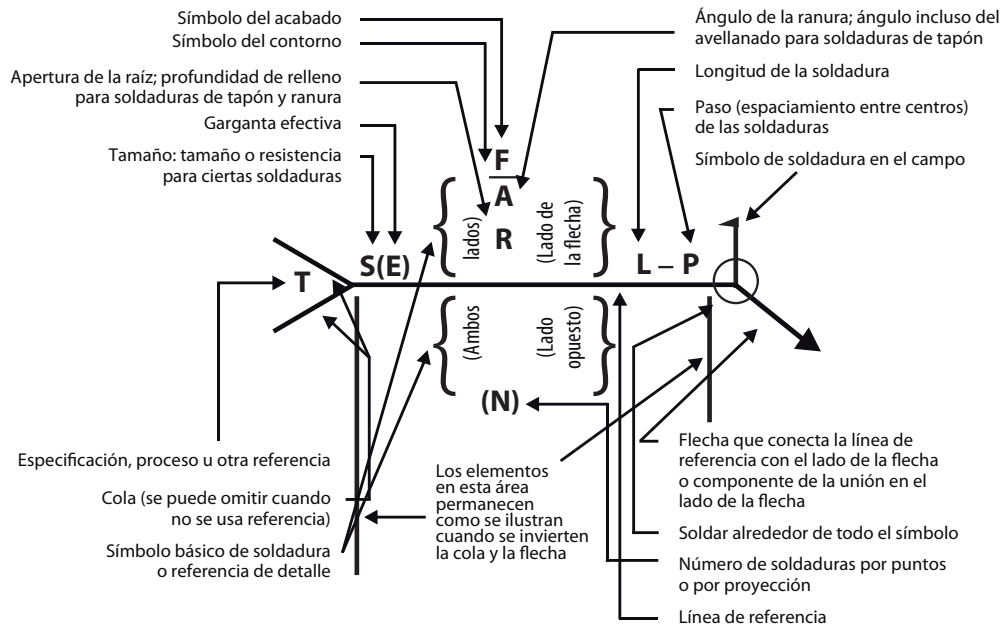 Símbolo del acabado
Símbolo del contorno
Apertura de la raíz; profundidad de relleno
para soldaduras de tapón y ranura
Garganta efectiva
Tamaño: tamaño o resistencia
para ciertas soldaduras
Ángulo de la ranura; ángulo incluso del
avellanado para soldaduras de tapón
Longitud de la soldadura
Paso (espaciamiento entre centros)
de las soldaduras
Símbolo de soldadura en el campo
F
A
R
lados)
(Lado de
la flecha)
T
S(E)
L – P
(Ambos
(Lado
opuesto)
(N)
Especificación, proceso u otra referencia
Cola (se puede omitir cuando
no se usa referencia)
Símbolo básico de soldadura
o referencia de detalle
Los elementos
en esta área
permanecen
como se ilustran
cuando se invierten
la cola y la flecha
Flecha que conecta la línea de
referencia con el lado de la flecha
o componente de la unión en el
lado de la flecha
Soldar alrededor de todo el símbolo
Número de soldaduras por puntos
o por proyección
Línea de referencia